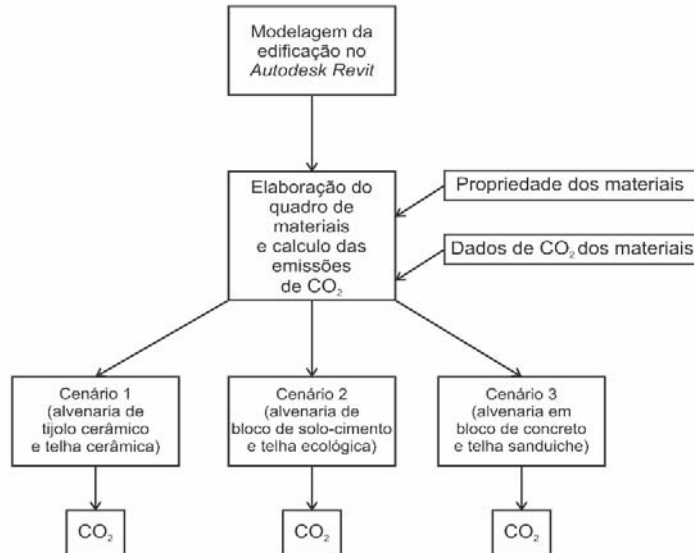 Modelagem da
edificação no
Autodesk Revit
Elaboração do
quadro de
materiais
e calculo das
emissões
de CO₂
Propriedade dos materiais
Dados de CO₂ dos materiais
Cenário 1
(alvenaria de
tijolo cerâmico
e telha cerâmica)
Cenário 2
(alvenaria de
bloco de solo-cimento
e telha ecológica)
Cenário 3
(alvenaria em
bloco de concreto
e telha sanduiche)
CO₂
CO₂
CO₂